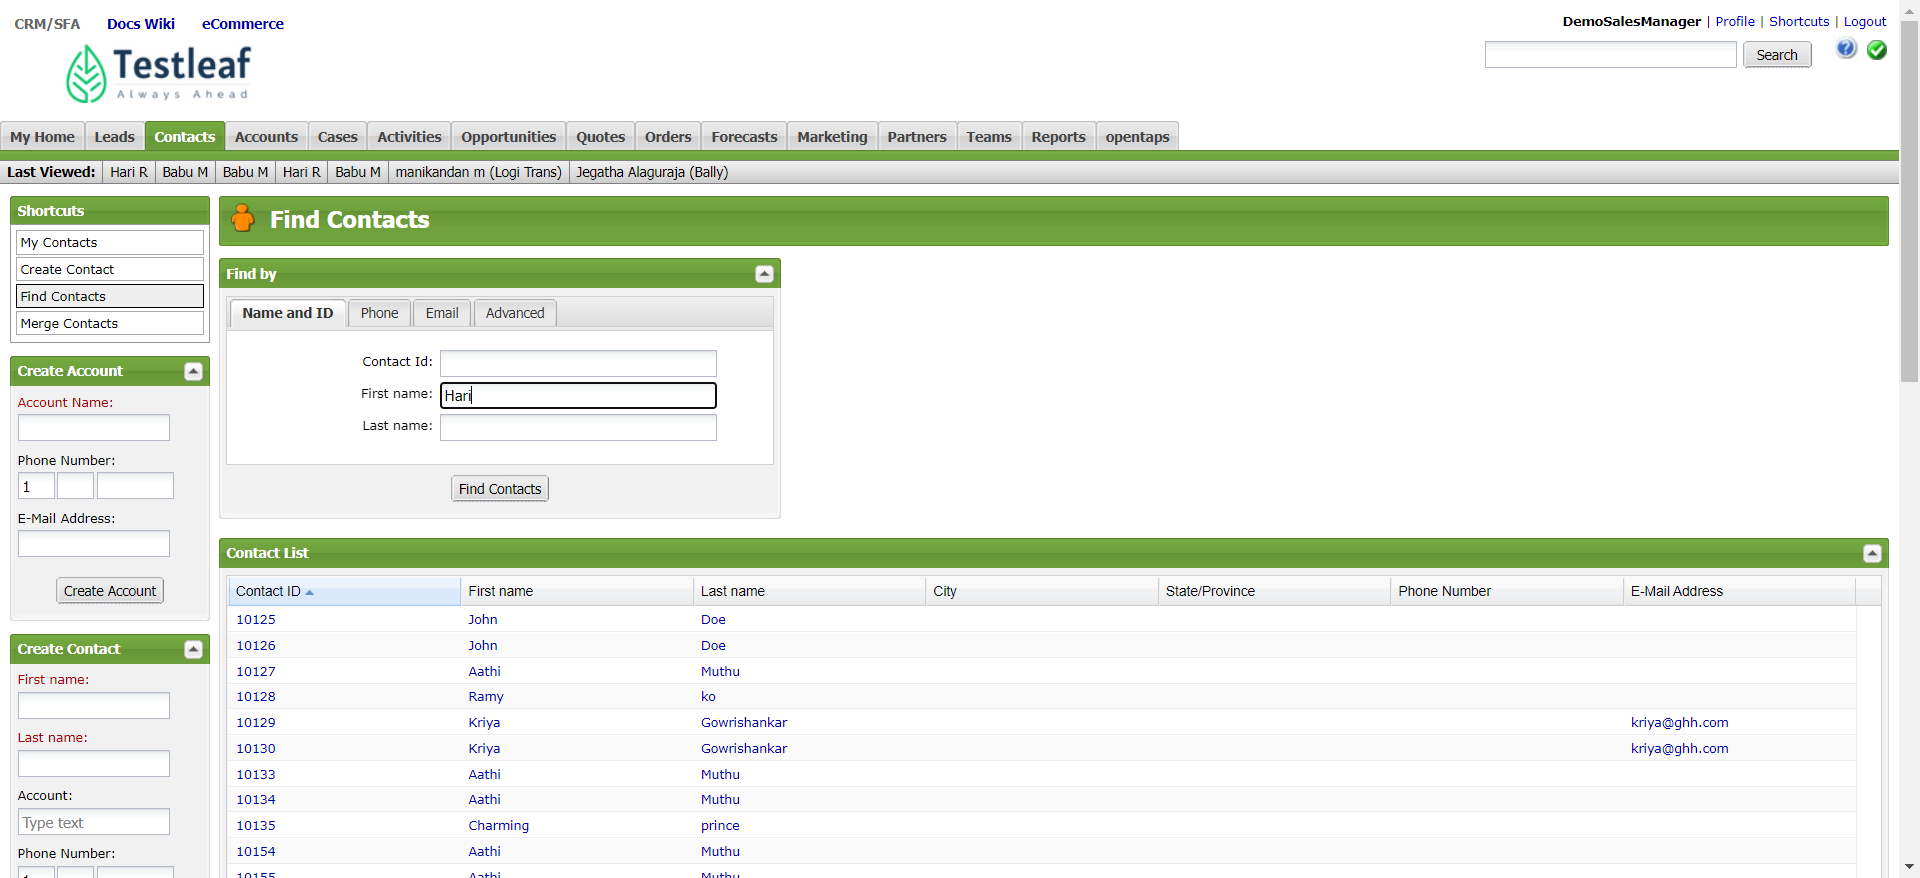 CRM/SFA Docs Wiki eCommerce
DemoSalesManager | Profile | Shortcuts | Logout
Testleaf
Always Ahead
Search
My Home Leads Contacts Accounts Cases Activities Opportunities Quotes Orders Forecasts Marketing Partners Teams Reports opentaps
Last Viewed: Hari R Babu M Babu M Hari R Babu M manikandan m (Logi Trans) Jegatha Alaguraja (Bally)
Shortcuts
My Contacts
Create Contact
Find Contacts
Merge Contacts
Create Account
Account Name:
Phone Number:
1
E-Mail Address:
Create Account
Create Contact
First name:
Last name:
Account:
Type text
Phone Number:
Find Contacts
Find by
Name and ID Phone Email Advanced
Contact Id:
First name: Hari
Last name:
Find Contacts
Contact List
Contact ID First name Last name City State/Province Phone Number E-Mail Address
10125 John Doe
10126 John Doe
10127 Aathi Muthu
10128 Ramy ko
10129 Kriya Gowrishankar kriya@ghh.com
10130 Kriya Gowrishankar kriya@ghh.com
10133 Aathi Muthu
10134 Aathi Muthu
10135 Charming prince
10154 Aathi Muthu
10155 Aathi Muthu